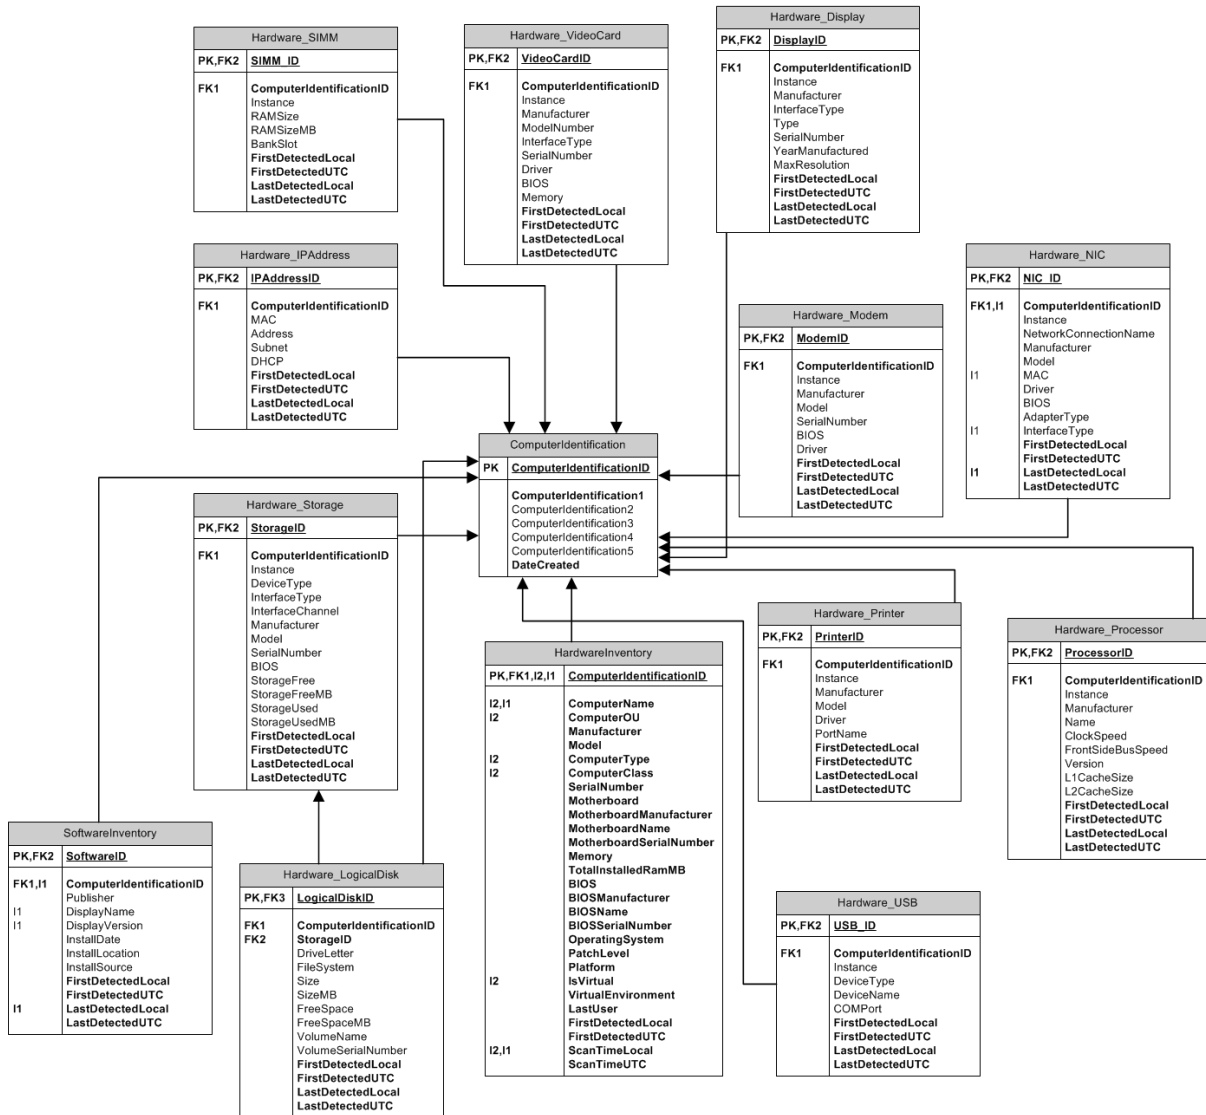 Hardware_SIMM
PK,FK2 SIMM_ID
FK1 ComputerIdentificationID
Instance
RAMSize
RAMSizeMB
BankSlot
FirstDetectedLocal
FirstDetectedUTC
LastDetectedLocal
LastDetectedUTC
Hardware_VideoCard
PK,FK2 VideoCardID
FK1 ComputerIdentificationID
Instance
Manufacturer
ModelNumber
InterfaceType
SerialNumber
Driver
BIOS
Memory
FirstDetectedLocal
FirstDetectedUTC
LastDetectedLocal
LastDetectedUTC
Hardware_Display
PK,FK2 DisplayID
FK1 ComputerIdentificationID
Instance
Manufacturer
InterfaceType
Type
SerialNumber
YearManufactured
MaxResolution
FirstDetectedLocal
FirstDetectedUTC
LastDetectedLocal
LastDetectedUTC
Hardware_IPAddress
PK,FK2 IPAddressID
FK1 ComputerIdentificationID
MAC
Address
Subnet
DHCP
FirstDetectedLocal
FirstDetectedUTC
LastDetectedLocal
LastDetectedUTC
Hardware_NIC
PK,FK2 NIC_ID
FK1,I1 ComputerIdentificationID
Instance
NetworkConnectionName
Manufacturer
Model
I1 MAC
Driver
BIOS
AdapterType
I1 InterfaceType
FirstDetectedLocal
FirstDetectedUTC
I1 LastDetectedLocal
LastDetectedUTC
Hardware_Modem
PK,FK2 ModemID
FK1 ComputerIdentificationID
Instance
Manufacturer
Model
SerialNumber
BIOS
Driver
FirstDetectedLocal
FirstDetectedUTC
LastDetectedLocal
LastDetectedUTC
ComputerIdentification
PK ComputerIdentificationID
ComputerIdentification1
ComputerIdentification2
ComputerIdentification3
ComputerIdentification4
ComputerIdentification5
DateCreated
Hardware_Storage
PK,FK2 StorageID
FK1 ComputerIdentificationID
Instance
DeviceType
InterfaceType
InterfaceChannel
Manufacturer
Model
SerialNumber
BIOS
StorageFree
StorageFreeMB
StorageUsed
StorageUsedMB
FirstDetectedLocal
FirstDetectedUTC
LastDetectedLocal
LastDetectedUTC
Hardware_Printer
PK,FK2 PrinterID
FK1 ComputerIdentificationID
Instance
Manufacturer
Model
Driver
PortName
FirstDetectedLocal
FirstDetectedUTC
LastDetectedLocal
LastDetectedUTC
Hardware_Processor
PK,FK2 ProcessorID
FK1 ComputerIdentificationID
Instance
Manufacturer
Name
ClockSpeed
FrontSideBusSpeed
Version
L1CacheSize
L2CacheSize
FirstDetectedLocal
FirstDetectedUTC
LastDetectedLocal
LastDetectedUTC
HardwareInventory
PK,FK1,I2,I1 ComputerIdentificationID
I2,I1 ComputerName
I2 ComputerOU
Manufacturer
Model
I2 ComputerType
I2 ComputerClass
SerialNumber
Motherboard
MotherboardManufacturer
MotherboardName
MotherboardSerialNumber
Memory
TotalInstalledRamMB
BIOS
BIOSManufacturer
BIOSName
BIOSSerialNumber
OperatingSystem
PatchLevel
Platform
I2 IsVirtual
VirtualEnvironment
LastUser
FirstDetectedLocal
FirstDetectedUTC
I2,I1 ScanTimeLocal
ScanTimeUTC
SoftwareInventory
PK,FK2 SoftwareID
FK1,I1 ComputerIdentificationID
Publisher
I1 DisplayName
I1 DisplayVersion
InstallDate
InstallLocation
InstallSource
FirstDetectedLocal
FirstDetectedUTC
I1 LastDetectedLocal
LastDetectedUTC
Hardware_LogicalDisk
PK,FK3 LogicalDiskID
FK1 ComputerIdentificationID
FK2 StorageID
DriveLetter
FileSystem
Size
SizeMB
FreeSpace
FreeSpaceMB
VolumeName
VolumeSerialNumber
FirstDetectedLocal
FirstDetectedUTC
LastDetectedLocal
LastDetectedUTC
Hardware_USB
PK,FK2 USB_ID
FK1 ComputerIdentificationID
Instance
DeviceType
DeviceName
COMPort
FirstDetectedLocal
FirstDetectedUTC
LastDetectedLocal
LastDetectedUTC